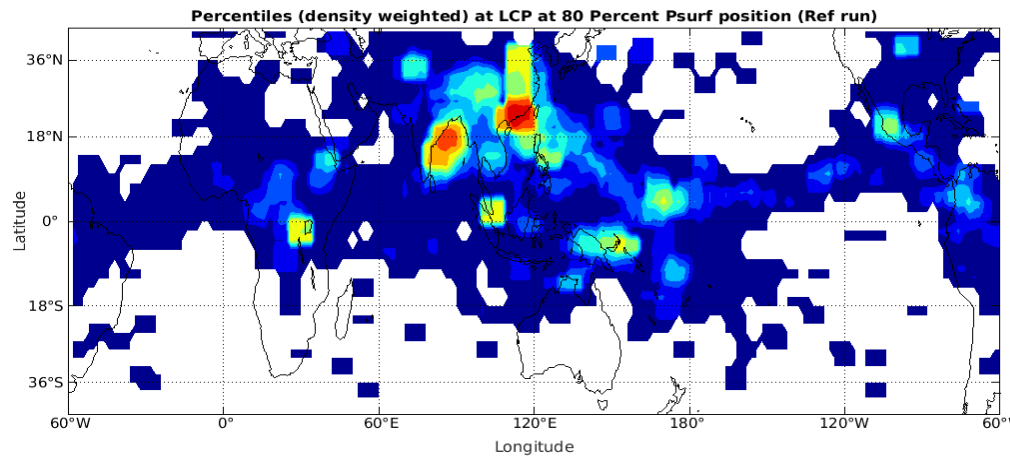 Percentiles (density weighted) at LCP at 80 Percent Psurf position (Ref run)
36°N
18°N
0°
18°S
36°S
Latitude
60°W
0°
60°E
120°E
180°
120°W
60°W
Longitude